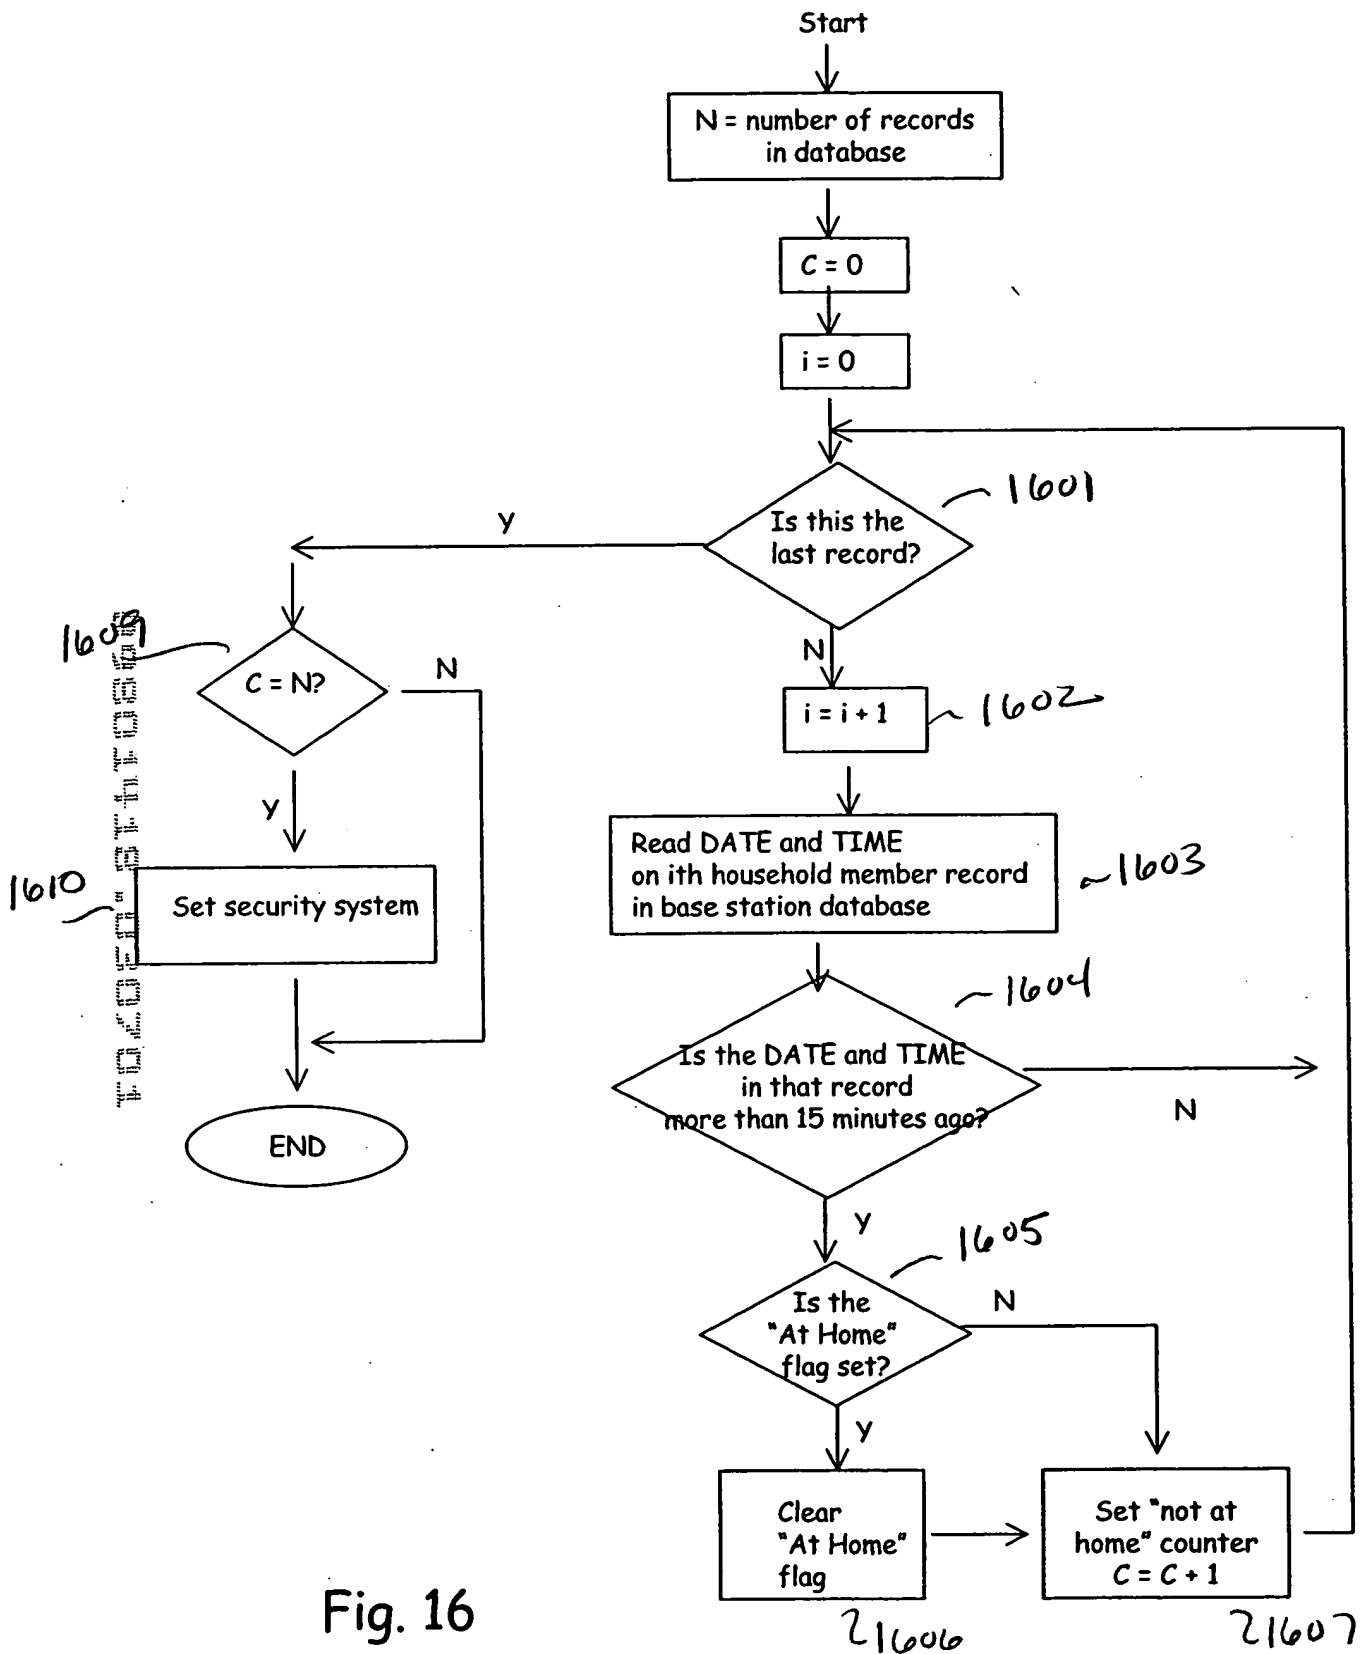 Start
N = number of records
in database
C = 0
i = 0
1601
Is this the
last record?
Y
N
1602
i = i + 1
1609
C = N?
N
Y
1603
Read DATE and TIME
on ith household member record
in base station database
1610
Set security system
1604
Is the DATE and TIME
in that record
more than 15 minutes ago?
N
END
Y
1605
Is the
"At Home"
flag set?
N
Y
Clear
"At Home"
flag
Set "not at
home" counter
C = C + 1
1606
1607
Fig. 16